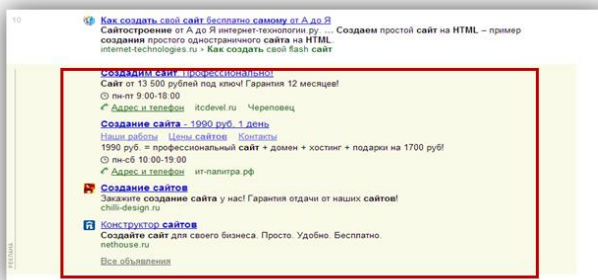 10
Как создать свой сайт бесплатно самому от А до Я
Сайтостроение от А до Я интернет-технологии.ру. ... Создаем простой сайт на HTML – пример
создания простого одностраничного сайта на HTML.
internet-technologies.ru › Как создать свой flash сайт
Создадим сайт. Профессионально!
Сайт от 13 500 рублей под ключ! Гарантия 12 месяцев!
пн-пт 9:00-18:00
Адрес и телефон itcdevel.ru Череповец
Создание сайта - 1990 руб. 1 день
Наши работы Цены сайтов Контакты
1990 руб. = профессиональный сайт + домен + хостинг + подарки на 1700 руб!
пн-сб 10:00-19:00
Адрес и телефон ит-палитра.рф
Создание сайтов
Закажите создание сайта у нас! Гарантия отдачи от наших сайтов!
chilli-design.ru
Конструктор сайтов
Создайте сайт для своего бизнеса. Просто. Удобно. Бесплатно.
nethouse.ru
Все объявления
РЕКЛАМА